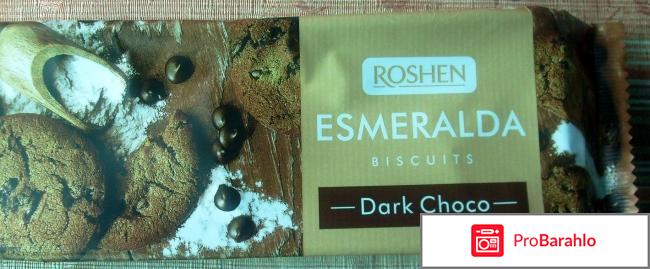 ROSHEN
ESMERALDA
BISCUITS
Dark Choco
ProBarahlo